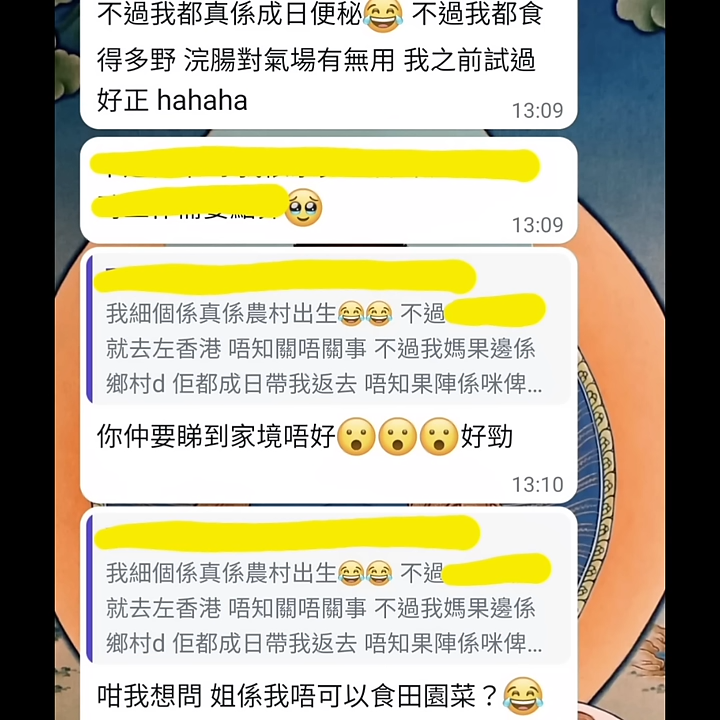 不過我都真係成日便秘😂 不過我都食
得多野 浣腸對氣場有無用 我之前試過
好正 hahaha
13:09
🥹
13:09
我細個係真係農村出生😂😂 不過
就去左香港 唔知關唔關事 不過我媽果邊係
鄉村d 佢都成日帶我返去 唔知果陣係咪俾...
你仲要睇到家境唔好😮😮😮好勁
13:10
我細個係真係農村出生😂😂 不過
就去左香港 唔知關唔關事 不過我媽果邊係
鄉村d 佢都成日帶我返去 唔知果陣係咪俾...
咁我想問 姐係我唔可以食田園菜？😂